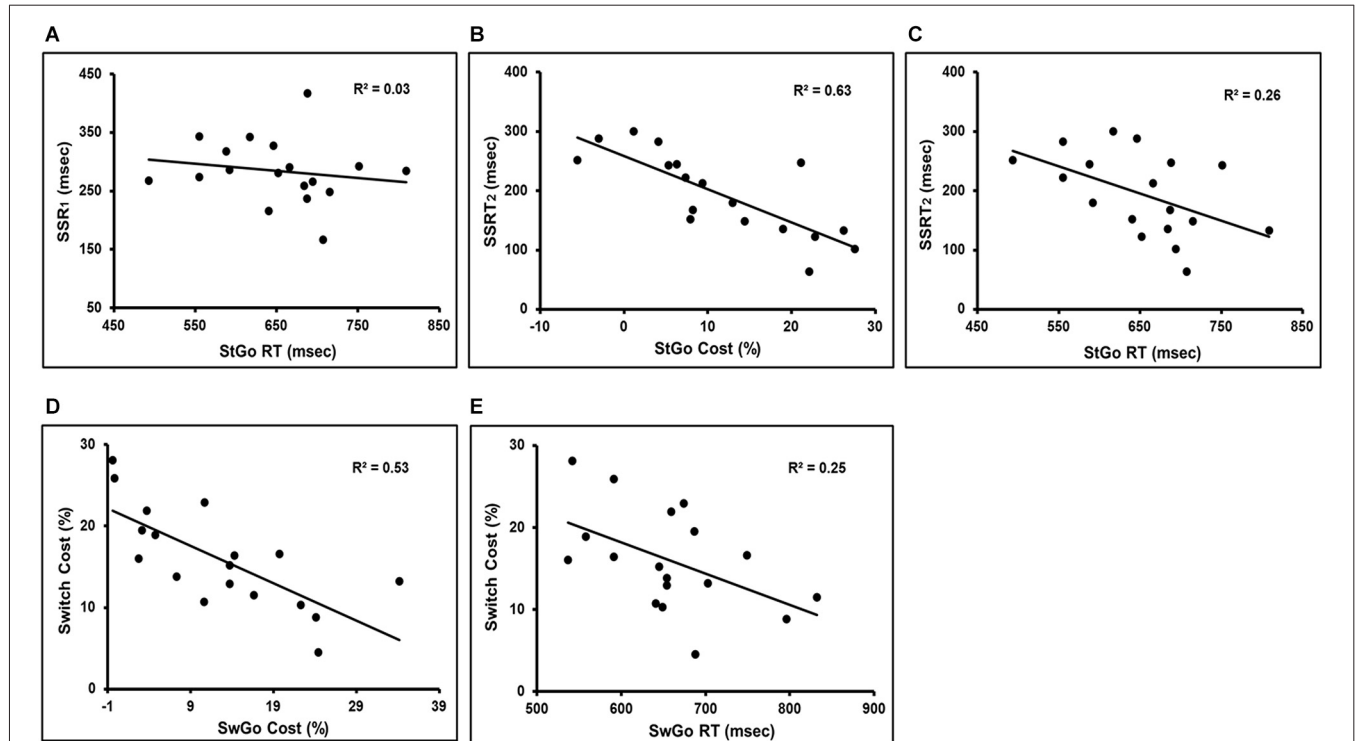 A
SSR1 (msec)
450
350
250
150
50
R² = 0.03
450 550 650 750 850
StGo RT (msec)
B
SSRT2 (msec)
400
300
200
100
0
R² = 0.63
-10 0 10 20 30
StGo Cost (%)
C
SSRT2 (msec)
400
300
200
100
0
R² = 0.26
450 550 650 750 850
StGo RT (msec)
D
Switch Cost (%)
30
20
10
0
R² = 0.53
-1 9 19 29 39
SwGo Cost (%)
E
Switch Cost (%)
30
20
10
0
R² = 0.25
500 600 700 800 900
SwGo RT (msec)